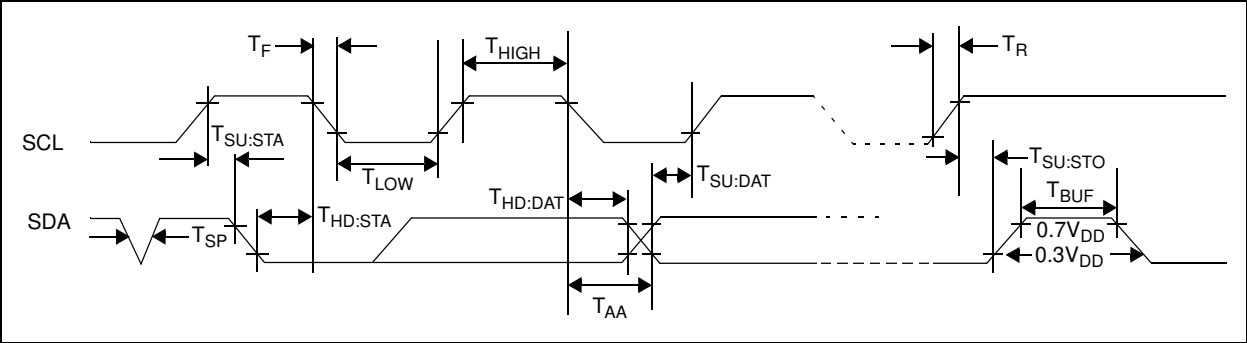 TF
THIGH
TR
SCL
TSU:STA
TLOW
TSU:DAT
TSU:STO
THD:DAT
TBUF
SDA
TSP
THD:STA
0.7VDD
0.3VDD
TAA